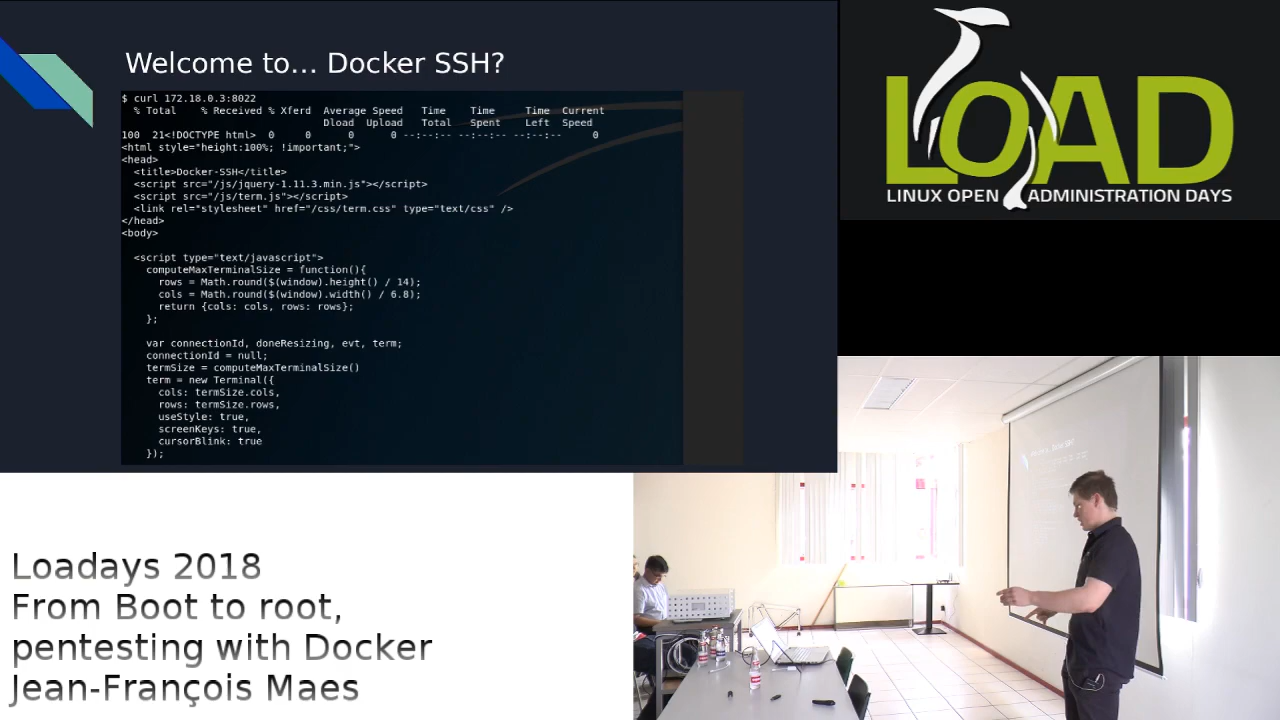 Welcome to... Docker SSH?
$ curl 172.18.0.3:8022
% Total % Received % Xferd Average Speed Time Time Time Current
Dload Upload Total Spent Left Speed
100 21<!DOCTYPE html> 0 0 0 0 --:--:-- --:--:-- --:--:-- 0
<html style="height:100%; !important;">
<head>
<title>Docker-SSH</title>
<script src="/js/jquery-1.11.3.min.js"></script>
<script src="/js/term.js"></script>
<link rel="stylesheet" href="/css/term.css" type="text/css" />
</head>
<body>
<script type="text/javascript">
computeMaxTerminalSize = function(){
rows = Math.round($(window).height() / 14);
cols = Math.round($(window).width() / 6.8);
return {cols: cols, rows: rows};
};
var connectionId, doneResizing, evt, term;
connectionId = null;
termSize = computeMaxTerminalSize()
term = new Terminal({
cols: termSize.cols,
rows: termSize.rows,
useStyle: true,
screenKeys: true,
cursorBlink: true
});
LOAD
LINUX OPEN ADMINISTRATION DAYS
Loadays 2018
From Boot to root,
pentesting with Docker
Jean-François Maes